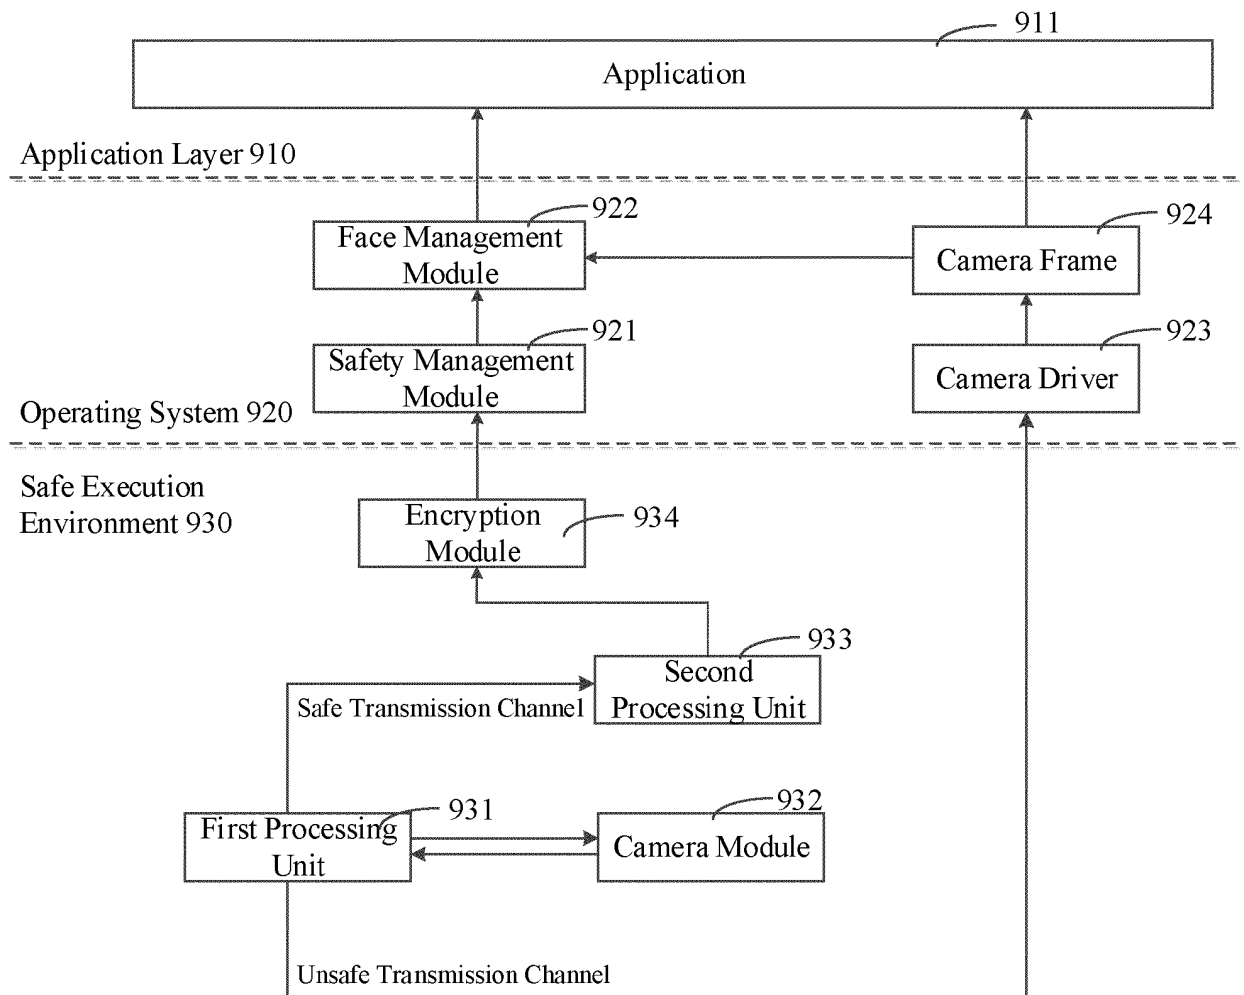 911
Application
Application Layer 910
922
Face Management
Module
924
Camera Frame
921
Safety Management
Module
923
Camera Driver
Operating System 920
Safe Execution
Environment 930
Encryption
Module
934
933
Second
Processing Unit
Safe Transmission Channel
931
First Processing
Unit
932
Camera Module
Unsafe Transmission Channel